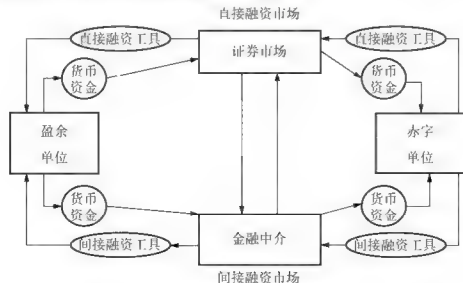 直接融资市场
直接融资工具
证券市场
直接融资工具
货币
资金
货币
资金
盈余
单位
赤字
单位
货币
资金
货币
资金
间接融资工具
金融中介
间接融资工具
间接融资市场